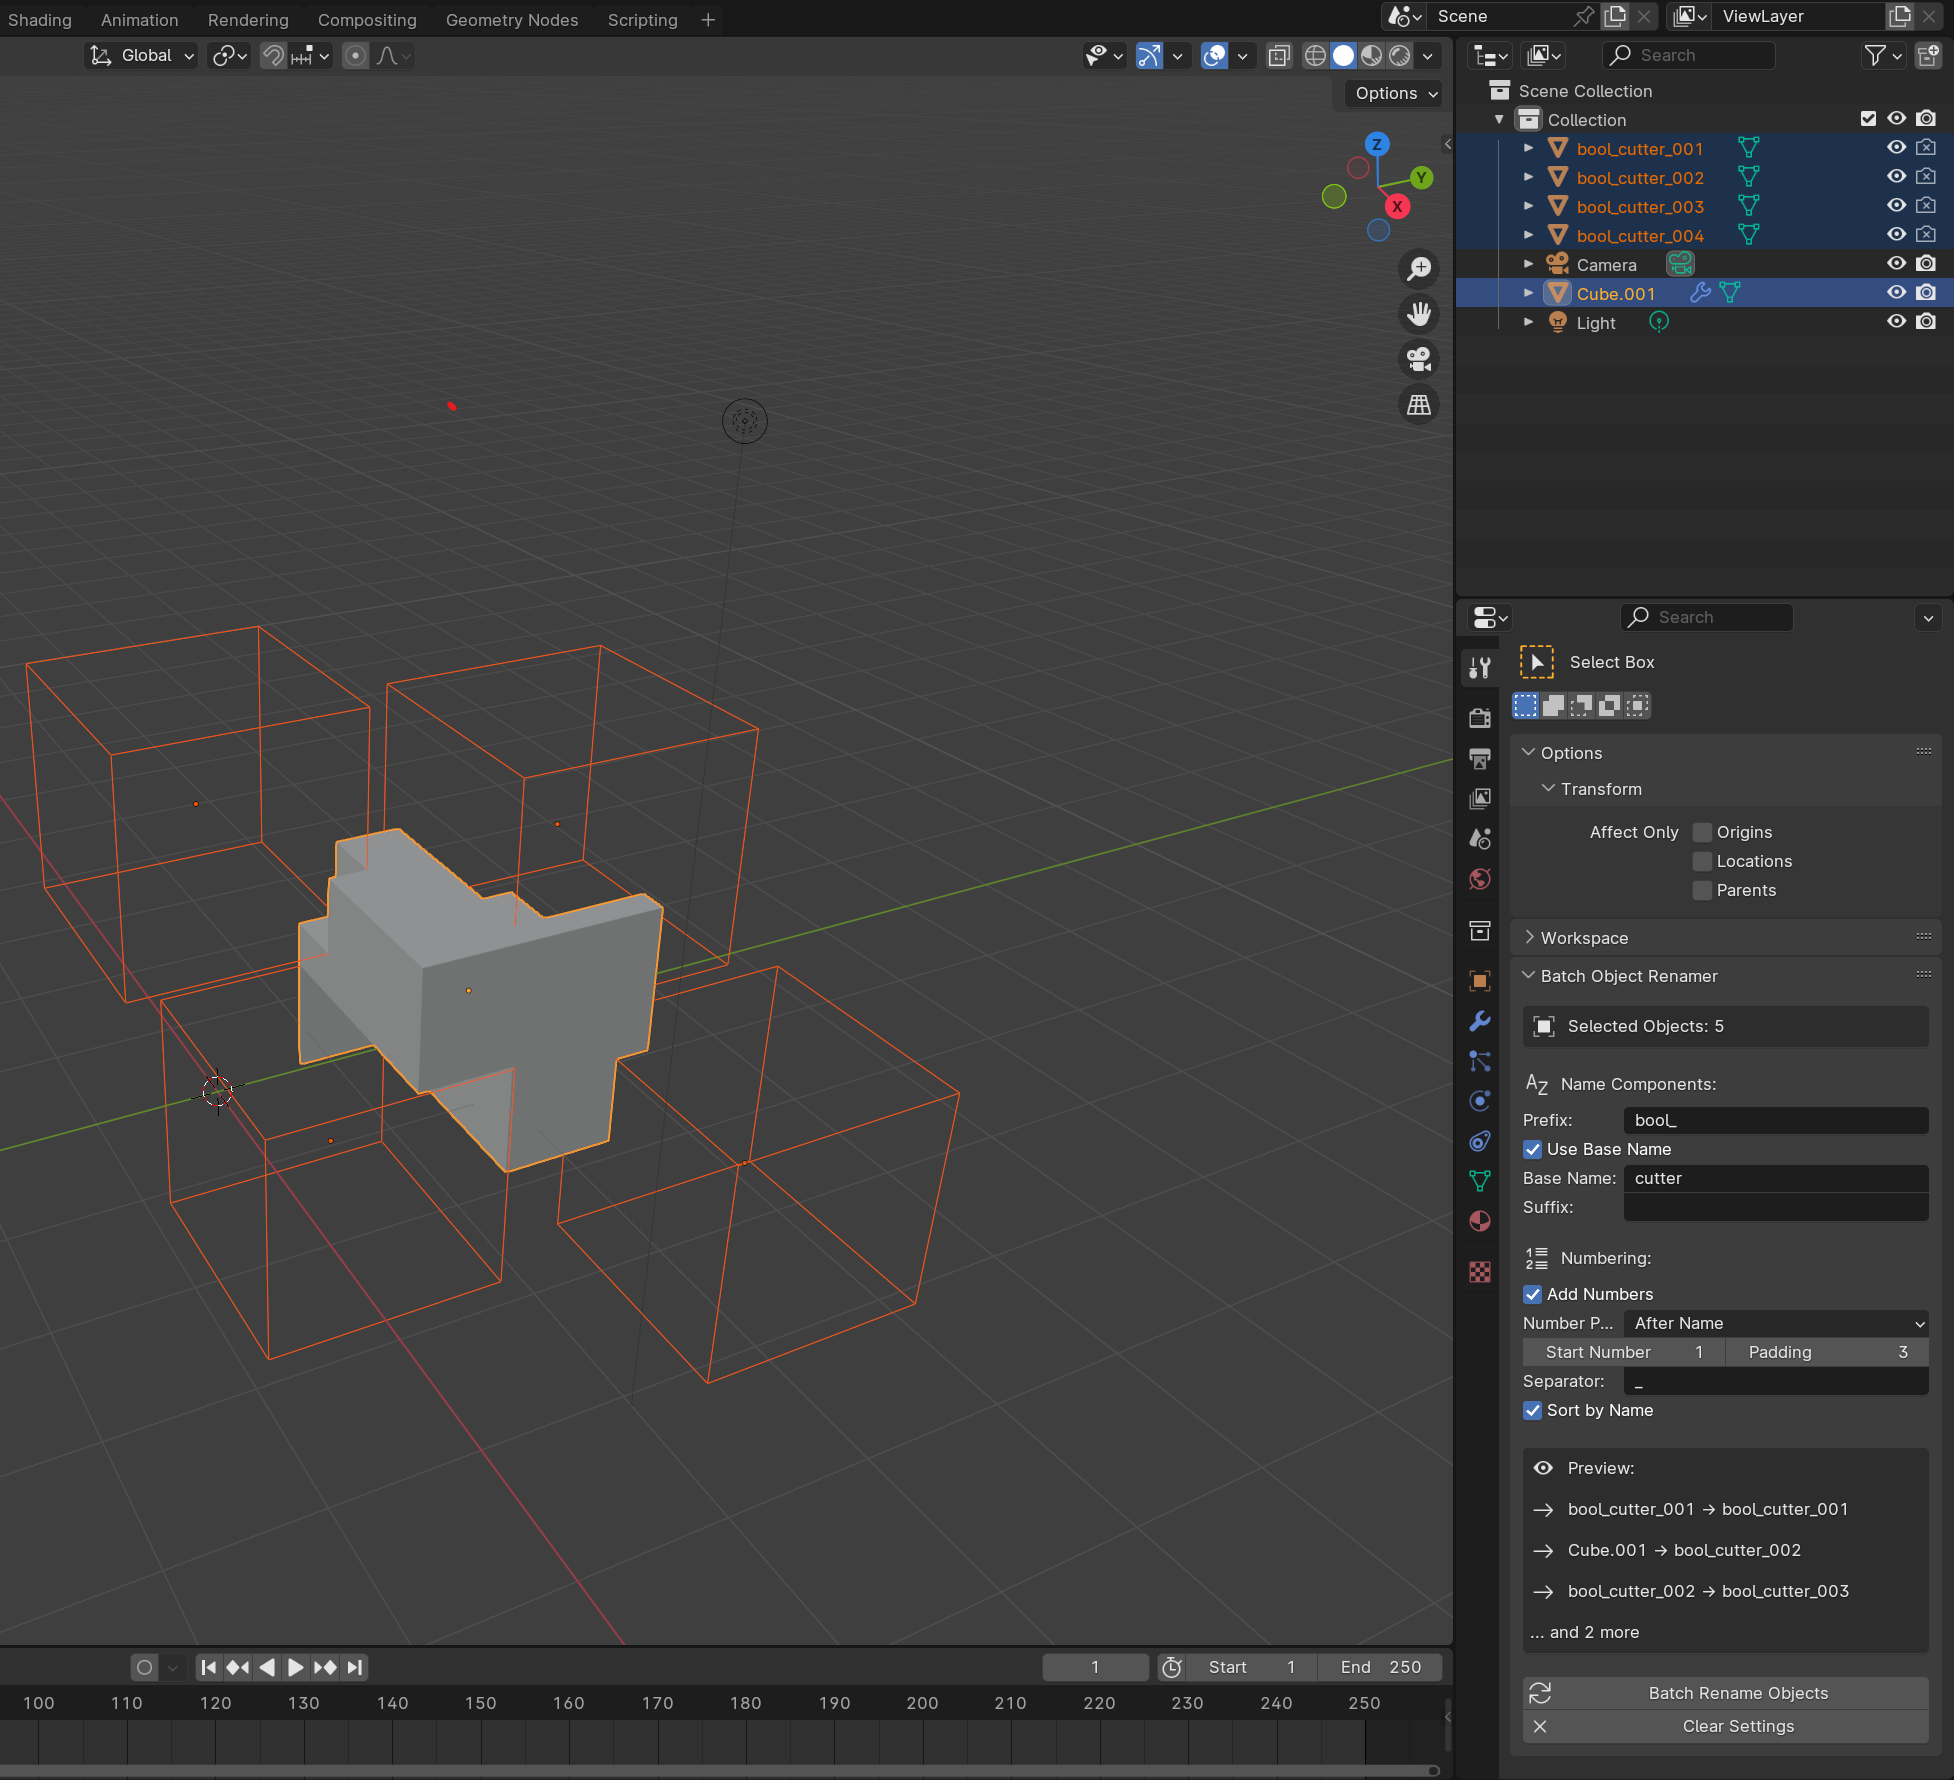 Shading Animation Rendering Compositing Geometry Nodes Scripting +
Scene
ViewLayer
Global
Search
Options
Scene Collection
Collection
bool_cutter_001
bool_cutter_002
bool_cutter_003
bool_cutter_004
Camera
Cube.001
Light
Z
Y
X
Search
Select Box
Options
Transform
Affect Only Origins
Locations
Parents
Workspace
Batch Object Renamer
Selected Objects: 5
Name Components:
Prefix: bool_
Use Base Name
Base Name: cutter
Suffix:
Numbering:
Add Numbers
Number P... After Name
Start Number 1 Padding 3
Separator: _
Sort by Name
Preview:
→ bool_cutter_001 → bool_cutter_001
→ Cube.001 → bool_cutter_002
→ bool_cutter_002 → bool_cutter_003
... and 2 more
Batch Rename Objects
Clear Settings
1 Start 1 End 250
100 110 120 130 140 150 160 170 180 190 200 210 220 230 240 250